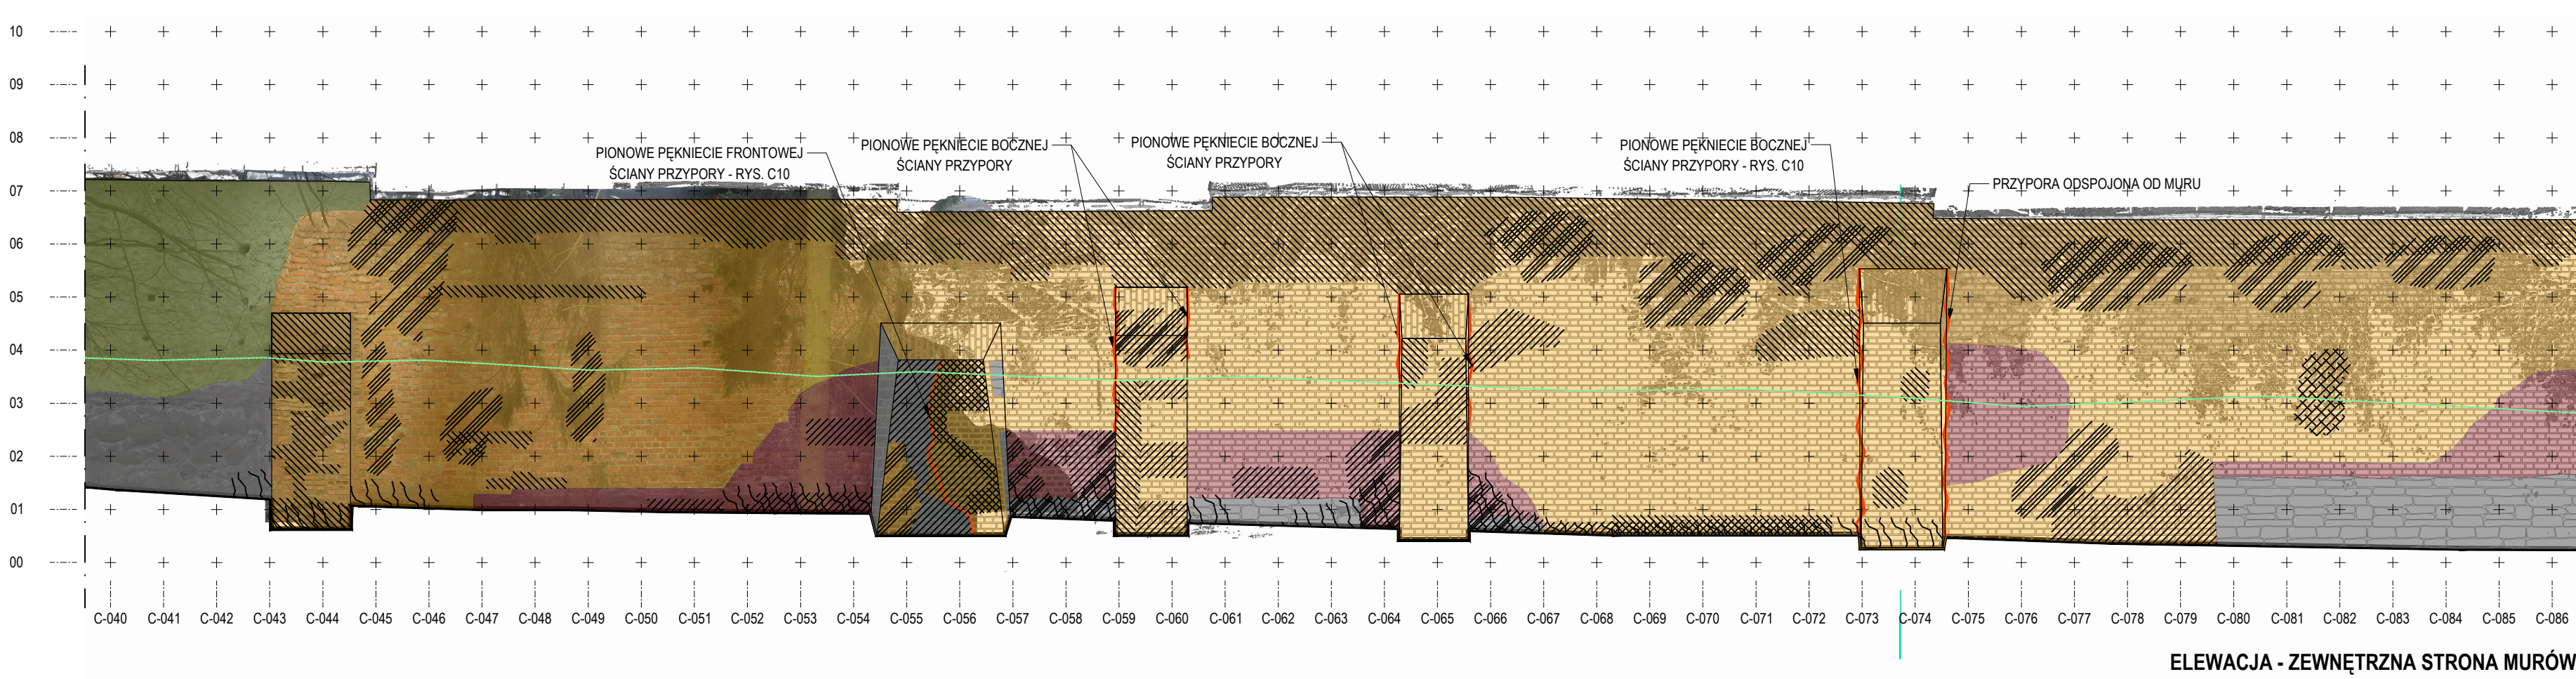 10
09
08
07
06
05
04
03
02
01
00
PIONOWE PĘKNIECIE FRONTOWEJ
ŚCIANY PRZYPORY - RYS. C10
PIONOWE PĘKNIECIE BOCZNEJ
ŚCIANY PRZYPORY
PIONOWE PĘKNIECIE BOCZNEJ
ŚCIANY PRZYPORY
PIONOWE PĘKNIECIE BOCZNEJ
ŚCIANY PRZYPORY - RYS. C10
PRZYPORA ODSPOJONA OD MURU
C-040 C-041 C-042 C-043 C-044 C-045 C-046 C-047 C-048 C-049 C-050 C-051 C-052 C-053 C-054 C-055 C-056 C-057 C-058 C-059 C-060 C-061 C-062 C-063 C-064 C-065 C-066 C-067 C-068 C-069 C-070 C-071 C-072 C-073 C-074 C-075 C-076 C-077 C-078 C-079 C-080 C-081 C-082 C-083 C-084 C-085 C-086
ELEWACJA - ZEWNĘTRZNA STRONA MURÓW